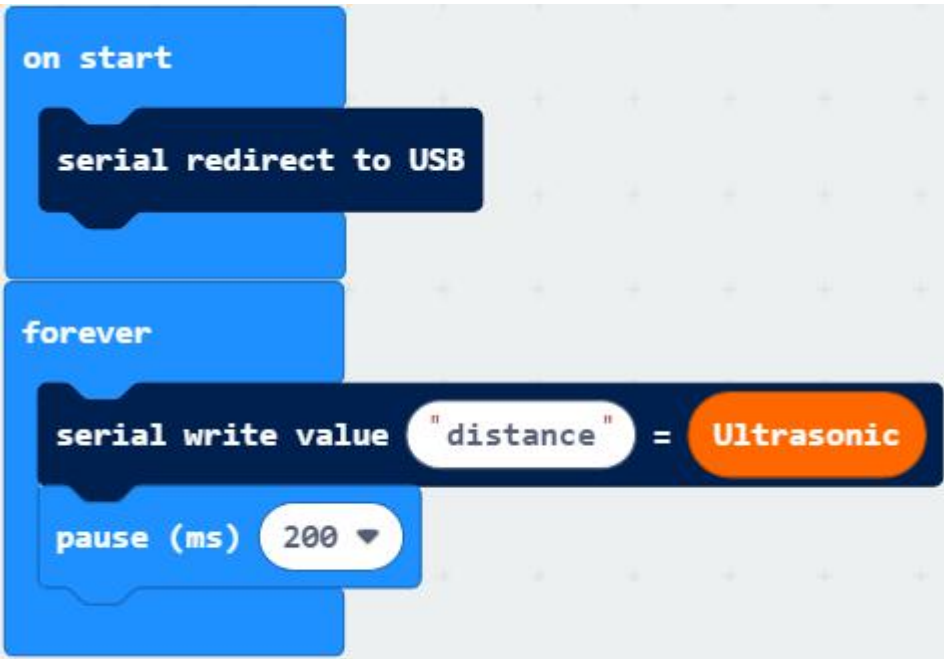 on start
serial redirect to USB
forever
serial write value "distance" = Ultrasonic
pause (ms) 200